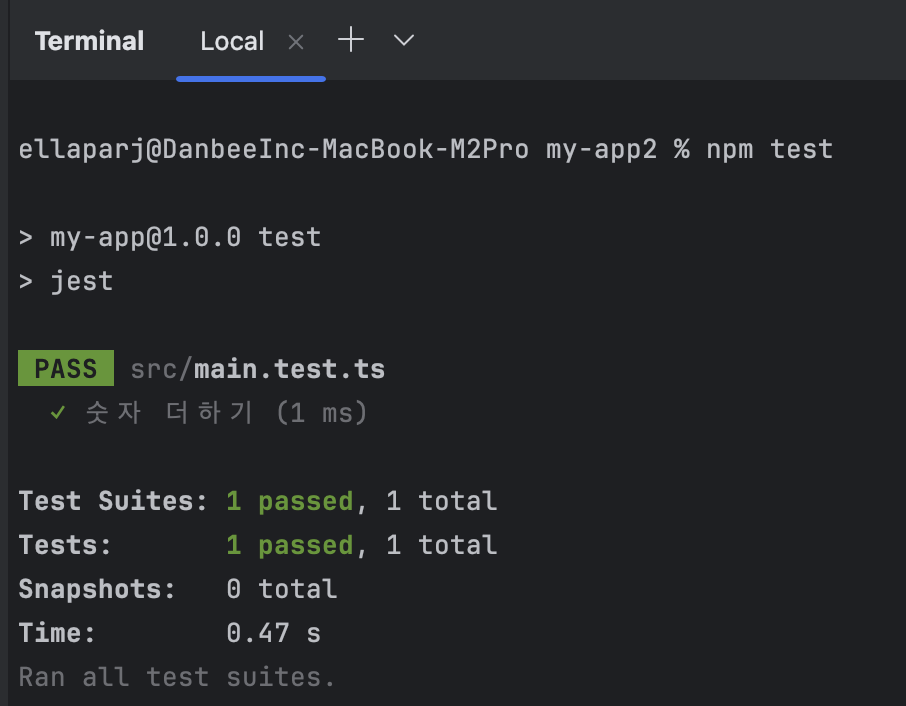 Terminal Local
ellaparj@DanbeeInc-MacBook-M2Pro my-app2 % npm test
> my-app@1.0.0 test
> jest
PASS src/main.test.ts
✓ 숫자 더하기 (1 ms)
Test Suites: 1 passed, 1 total
Tests: 1 passed, 1 total
Snapshots: 0 total
Time: 0.47 s
Ran all test suites.